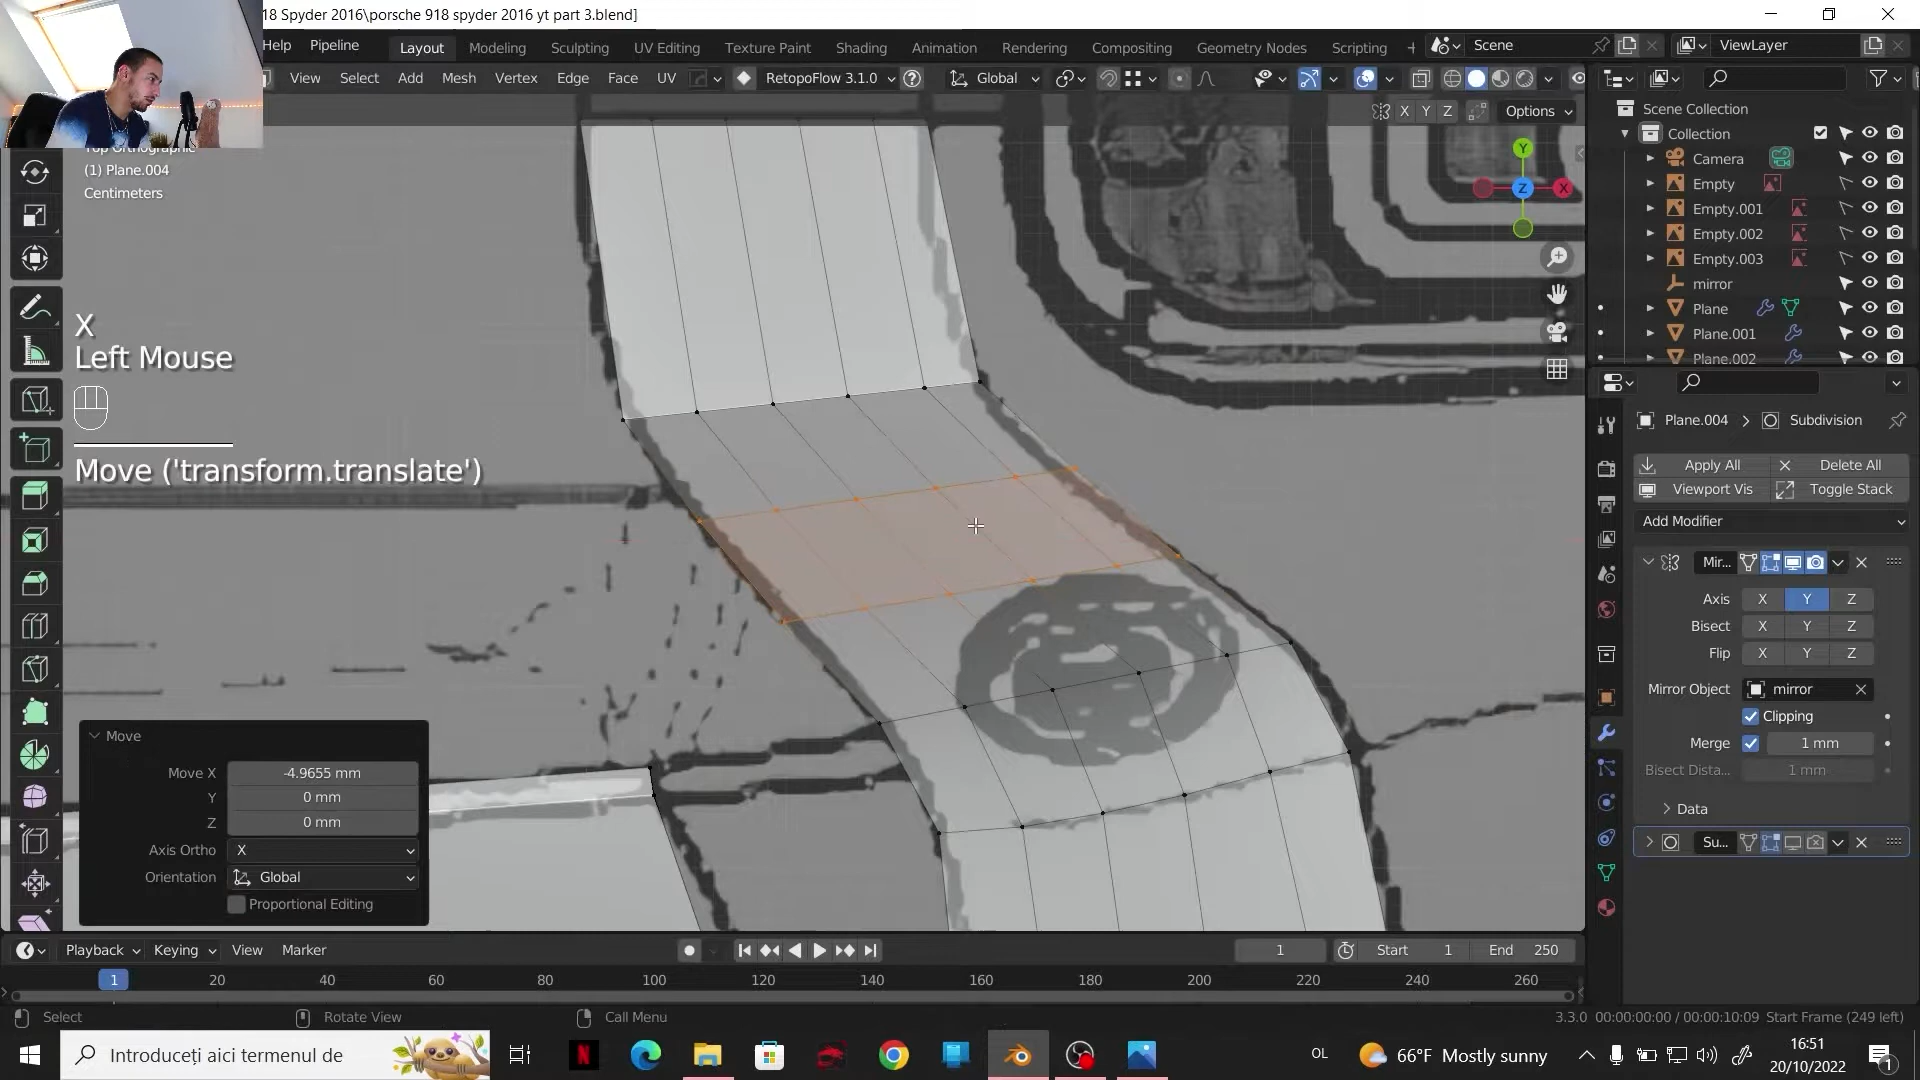 18 Spyder 2016\porsche 918 spyder 2016 yt part 3.blend]
Help Pipeline Layout Modeling Sculpting UV Editing Texture Paint Shading Animation Rendering Compositing Geometry Nodes Scripting + Scene ViewLayer
View Select Add Mesh Vertex Edge Face UV RetopoFlow 3.1.0 Global
X Y Z Options
(1) Plane.004
Centimeters
X
Left Mouse
Move ('transform.translate')
Y
Z
X
Scene Collection
Collection
Camera
Empty
Empty.001
Empty.002
Empty.003
mirror
Plane
Plane.001
Plane.002
Plane.004 > Subdivision
Apply All Delete All
Viewport Vis Toggle Stack
Add Modifier
Mir...
Axis X Y Z
Bisect X Y Z
Flip X Y Z
Mirror Object mirror
Clipping
Merge 1 mm
Bisect Dista... 1 mm
Data
Su...
Move
Move X -4.9655 mm
Y 0 mm
Z 0 mm
Axis Ortho X
Orientation Global
Proportional Editing
Playback Keying View Marker 1 Start 1 End 250
1 20 40 60 80 100 120 140 160 180 200 220 240 260
Select Rotate View Call Menu 3.3.0 00:00:00:00 / 00:00:10:09 Start Frame (249 left)
Introduceți aici termenul de OL 66°F Mostly sunny 16:51
20/10/2022
1